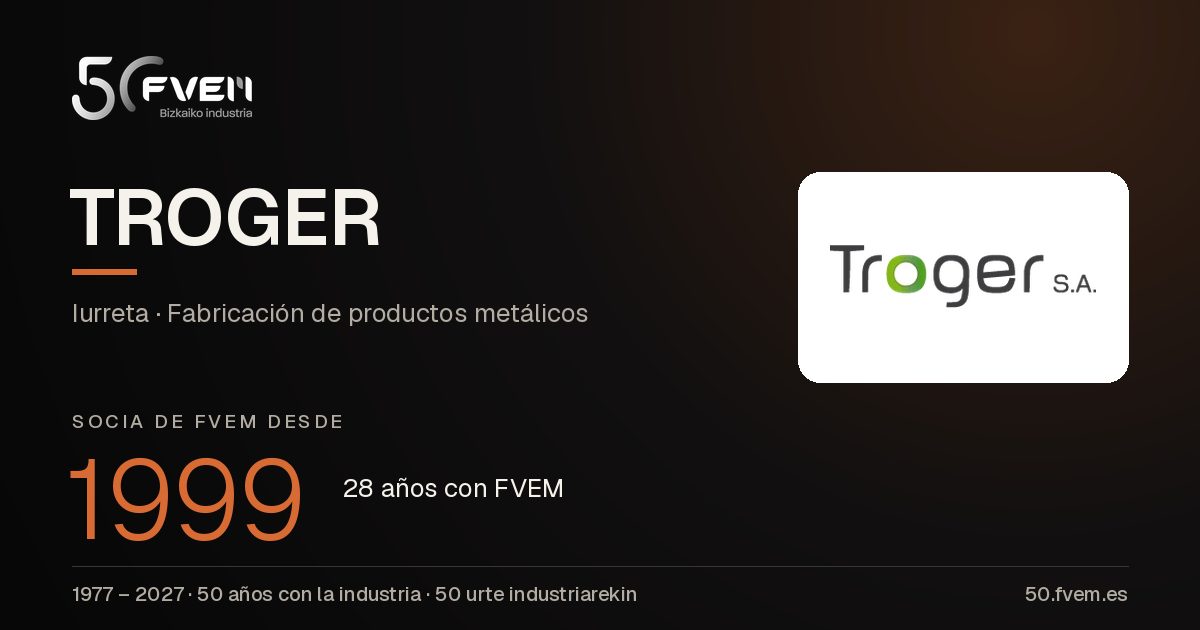 50 FVEM
Bizkaiko industria
TROGER
Iurreta · Fabricación de productos metálicos
Troger S.A.
SOCIA DE FVEM DESDE
1999
28 años con FVEM
1977 – 2027 · 50 años con la industria · 50 urte industriarekin
50.fvem.es